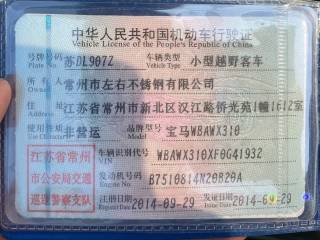 中华人民共和国机动车行驶证
Vehicle License of the People's Republic of China
号牌号码 苏DL907Z 车辆类型 小型越野客车
Plate No. Vehicle Type
所有人 常州市左右不锈钢有限公司
Owner
住址 江苏省常州市新北区汉江路侨光苑1幢1612室
Address
使用性质 非营运 品牌型号 宝马WBAWX310
Use Character Model
江苏省常州 车辆识别代号 WBAWX310XF0G41932
VIN
市公安局交通 发动机号码 B7510814N20B20A
Engine No.
巡逻警察支队 注册日期 2014-09-29 发证日期 2014-09-29
Register Date Issue Date